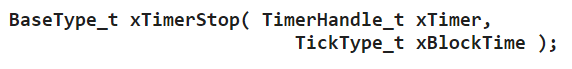 BaseType_t xTimerStop( TimerHandle_t xTimer,
TickType_t xBlockTime );